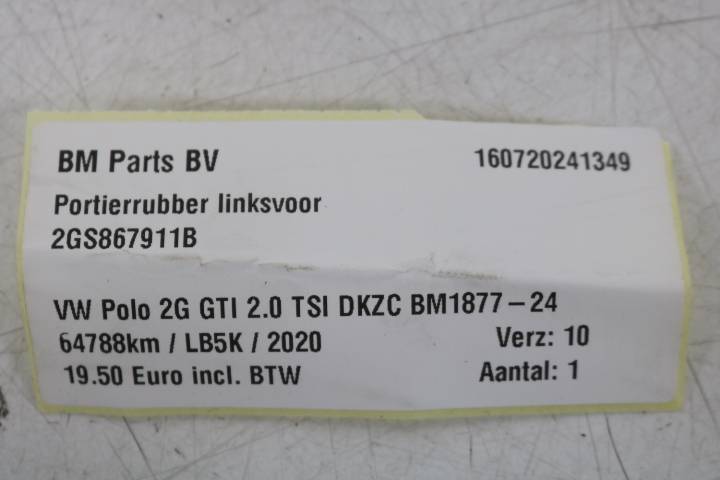 BM Parts BV 160720241349
Portierrubber linksvoor
2GS867911B
VW Polo 2G GTI 2.0 TSI DKZC BM1877-24
64788km / LB5K / 2020 Verz: 10
19.50 Euro incl. BTW Aantal: 1